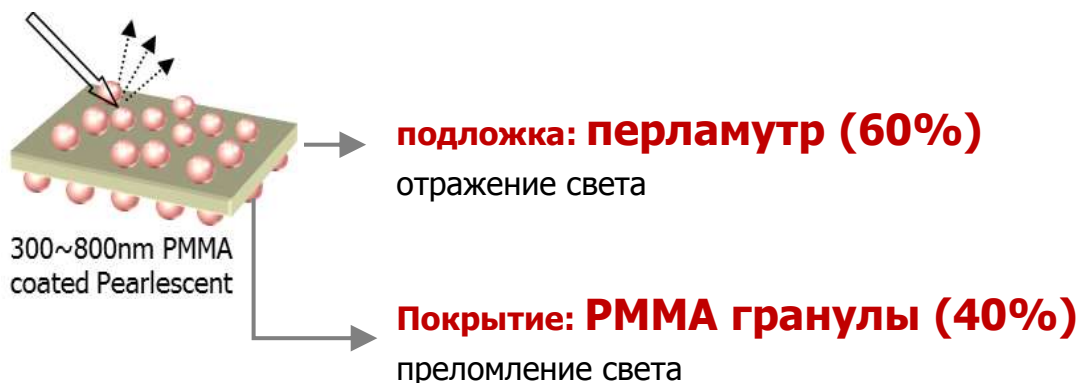 подложка: перламутр (60%)
отражение света
300~800nm PMMA
coated Pearlescent
Покрытие: PMMA гранулы (40%)
преломление света